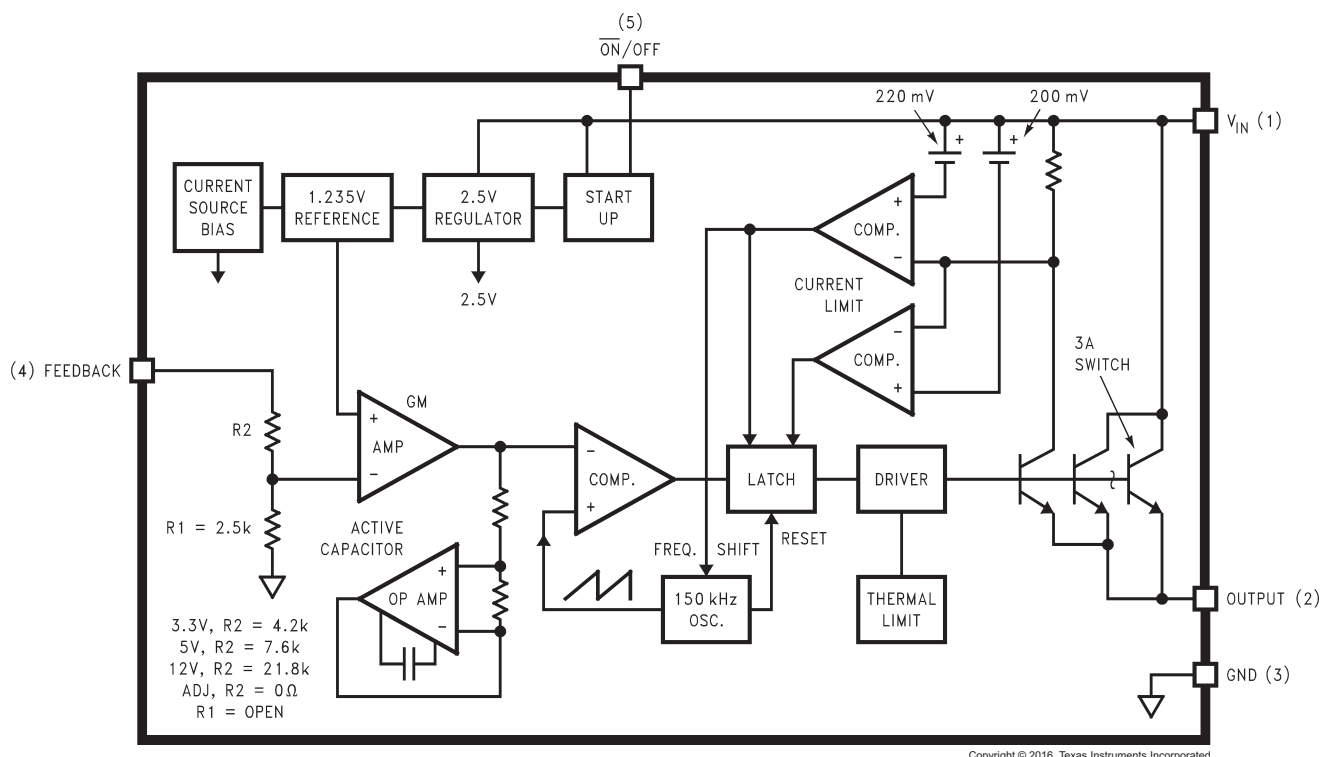 (5)
ON/OFF
220 mV
200 mV
VIN (1)
CURRENT
SOURCE
BIAS
1.235V
REFERENCE
2.5V
REGULATOR
START
UP
2.5V
+
+
+
COMP.
−
CURRENT
LIMIT
−
COMP.
+
3A
SWITCH
(4) FEEDBACK
R2
R1 = 2.5k
GM
+
AMP
−
−
COMP.
+
LATCH
DRIVER
ACTIVE
CAPACITOR
+
OP AMP
−
FREQ. SHIFT
RESET
150 kHz
OSC.
THERMAL
LIMIT
OUTPUT (2)
GND (3)
3.3V, R2 = 4.2k
5V, R2 = 7.6k
12V, R2 = 21.8k
ADJ, R2 = 0Ω
R1 = OPEN
Copyright © 2016, Texas Instruments Incorporated